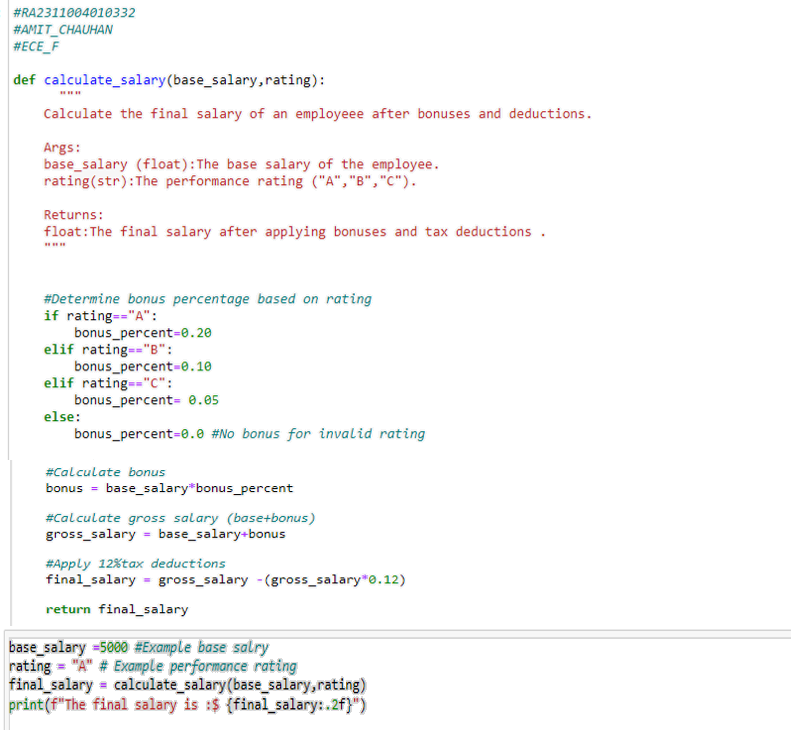 #RA2311004010332
#AMIT_CHAUHAN
#ECE_F
def calculate_salary(base_salary,rating):
"""
Calculate the final salary of an employeee after bonuses and deductions.
Args:
base_salary (float):The base salary of the employee.
rating(str):The performance rating ("A","B","C").
Returns:
float:The final salary after applying bonuses and tax deductions .
"""
#Determine bonus percentage based on rating
if rating=="A":
bonus_percent=0.20
elif rating=="B":
bonus_percent=0.10
elif rating=="C":
bonus_percent= 0.05
else:
bonus_percent=0.0 #No bonus for invalid rating
#Calculate bonus
bonus = base_salary*bonus_percent
#Calculate gross salary (base+bonus)
gross_salary = base_salary+bonus
#Apply 12%tax deductions
final_salary = gross_salary -(gross_salary*0.12)
return final_salary
base_salary =5000 #Example base salry
rating = "A" # Example performance rating
final_salary = calculate_salary(base_salary,rating)
print(f"The final salary is :$ {final_salary:.2f}")